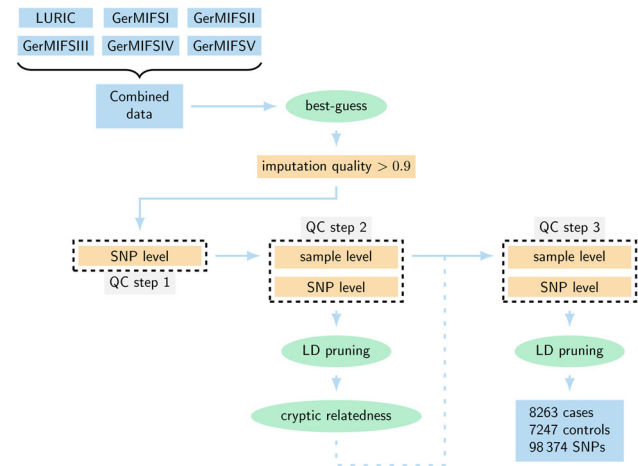 LURIC
GerMIFSI
GerMIFSII
GerMIFSIII
GerMIFSIV
GerMIFSV
Combined
data
best-guess
imputation quality > 0.9
SNP level
QC step 1
QC step 2
sample level
SNP level
LD pruning
cryptic relatedness
QC step 3
sample level
SNP level
LD pruning
8263 cases
7247 controls
98 374 SNPs